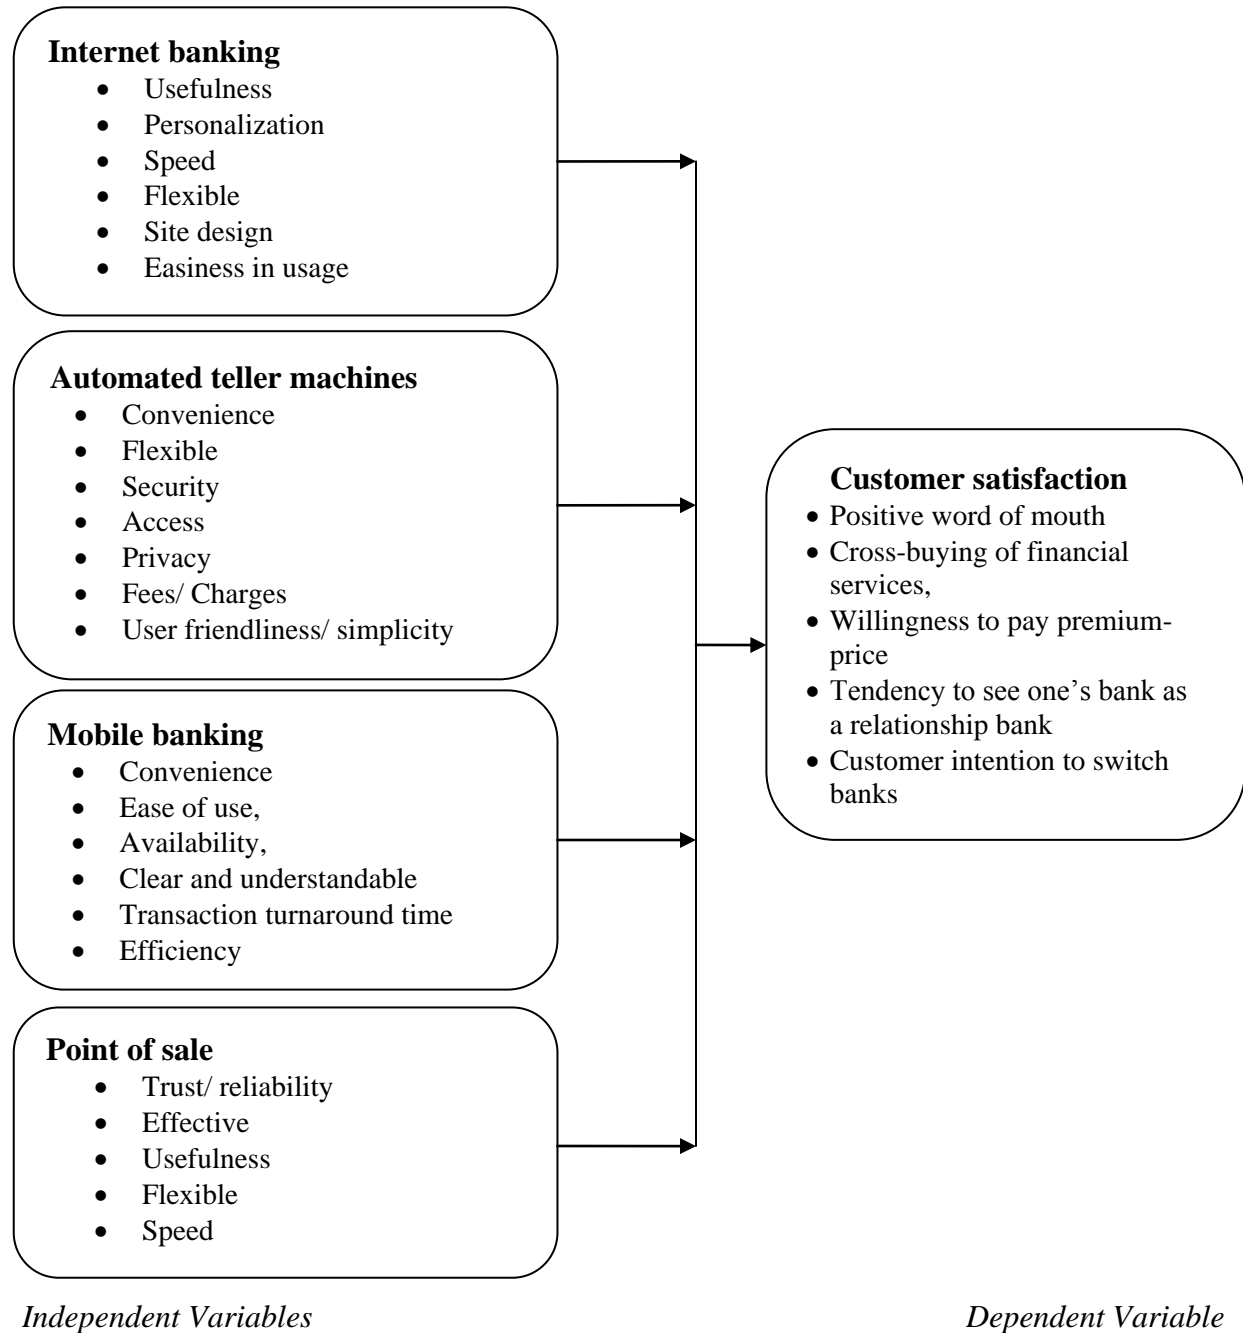 Internet banking
• Usefulness
• Personalization
• Speed
• Flexible
• Site design
• Easiness in usage
Automated teller machines
• Convenience
• Flexible
• Security
• Access
• Privacy
• Fees/ Charges
• User friendliness/ simplicity
Mobile banking
• Convenience
• Ease of use,
• Availability,
• Clear and understandable
• Transaction turnaround time
• Efficiency
Point of sale
• Trust/ reliability
• Effective
• Usefulness
• Flexible
• Speed
Customer satisfaction
• Positive word of mouth
• Cross-buying of financial
services,
• Willingness to pay premium-
price
• Tendency to see one’s bank as
a relationship bank
• Customer intention to switch
banks
Independent Variables
Dependent Variable